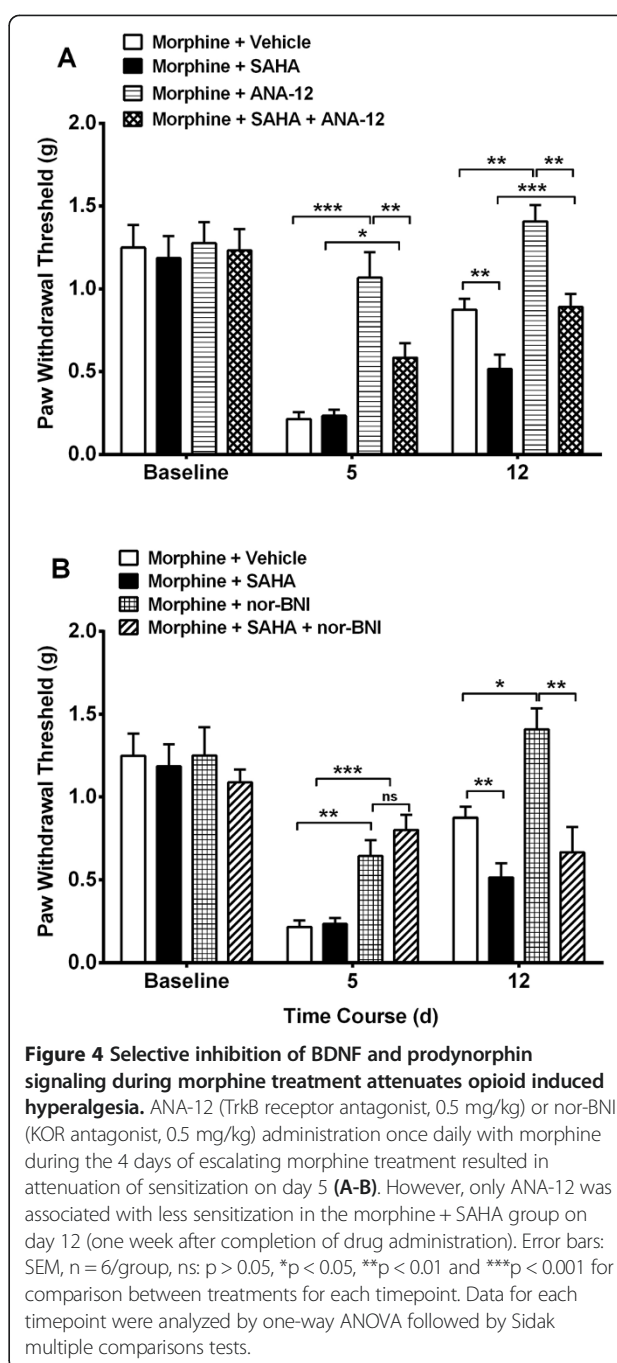 A
Morphine + Vehicle
Morphine + SAHA
Morphine + ANA-12
Morphine + SAHA + ANA-12
Paw Withdrawal Threshold (g)
2.0
1.5
1.0
0.5
0.0
*** ** * ** ** *** **
Baseline 5 12
B
Morphine + Vehicle
Morphine + SAHA
Morphine + nor-BNI
Morphine + SAHA + nor-BNI
Paw Withdrawal Threshold (g)
2.0
1.5
1.0
0.5
0.0
*** ** ns * ** **
Baseline 5 12
Time Course (d)
Figure 4 Selective inhibition of BDNF and prodynorphin
signaling during morphine treatment attenuates opioid induced
hyperalgesia. ANA-12 (TrkB receptor antagonist, 0.5 mg/kg) or nor-BNI
(KOR antagonist, 0.5 mg/kg) administration once daily with morphine
during the 4 days of escalating morphine treatment resulted in
attenuation of sensitization on day 5 (A-B). However, only ANA-12 was
associated with less sensitization in the morphine + SAHA group on
day 12 (one week after completion of drug administration). Error bars:
SEM, n = 6/group, ns: p > 0.05, *p < 0.05, **p < 0.01 and ***p < 0.001 for
comparison between treatments for each timepoint. Data for each
timepoint were analyzed by one-way ANOVA followed by Sidak
multiple comparisons tests.